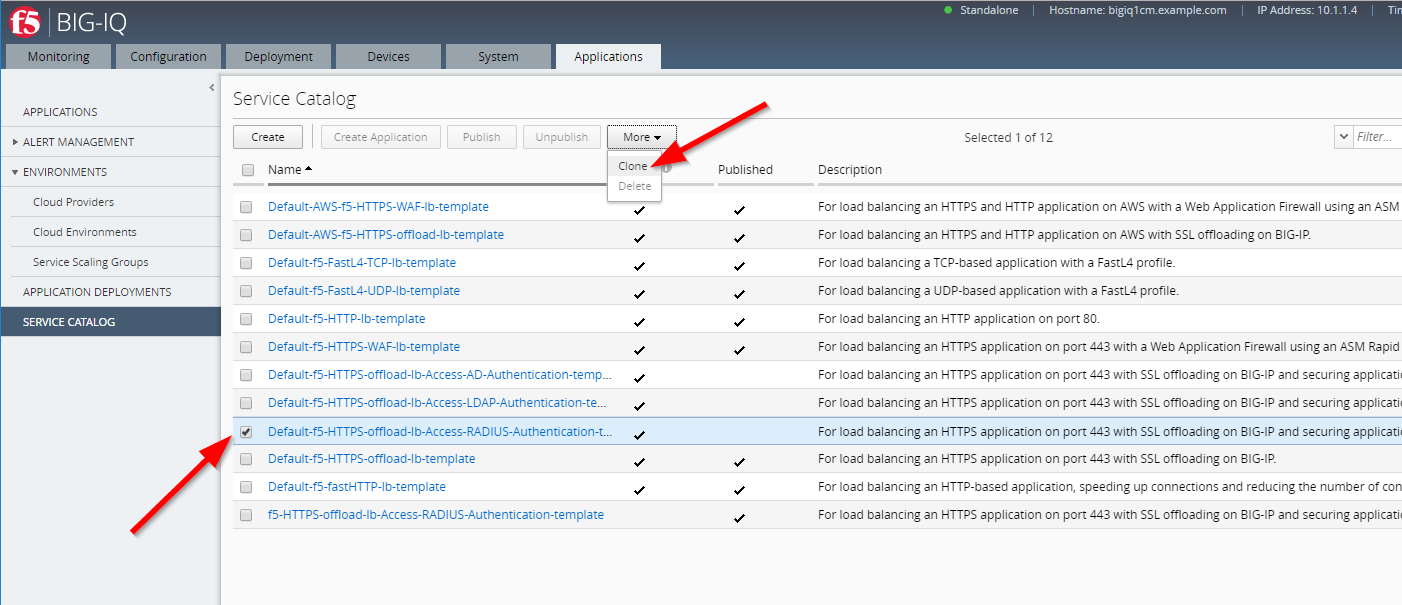 f5 BIG-IQ
Standalone Hostname: bigiq1cm.example.com IP Address: 10.1.1.4
Monitoring Configuration Deployment Devices System Applications
APPLICATIONS
ALERT MANAGEMENT
ENVIRONMENTS
Cloud Providers
Cloud Environments
Service Scaling Groups
APPLICATION DEPLOYMENTS
SERVICE CATALOG
Service Catalog
Create Create Application Publish Unpublish More Selected 1 of 12 Filter...
Clone
Delete
Name Published Description
Default-AWS-f5-HTTPS-WAF-lb-template For load balancing an HTTPS and HTTP application on AWS with a Web Application Firewall using an ASM
Default-AWS-f5-HTTPS-offload-lb-template For load balancing an HTTPS and HTTP application on AWS with SSL offloading on BIG-IP.
Default-f5-FastL4-TCP-lb-template For load balancing a TCP-based application with a FastL4 profile.
Default-f5-FastL4-UDP-lb-template For load balancing a UDP-based application with a FastL4 profile.
Default-f5-HTTP-lb-template For load balancing an HTTP application on port 80.
Default-f5-HTTPS-WAF-lb-template For load balancing an HTTPS application on port 443 with a Web Application Firewall using an ASM Rapid
Default-f5-HTTPS-offload-lb-Access-AD-Authentication-temp... For load balancing an HTTPS application on port 443 with SSL offloading on BIG-IP and securing applicati
Default-f5-HTTPS-offload-lb-Access-LDAP-Authentication-te... For load balancing an HTTPS application on port 443 with SSL offloading on BIG-IP and securing applicati
Default-f5-HTTPS-offload-lb-Access-RADIUS-Authentication-t... For load balancing an HTTPS application on port 443 with SSL offloading on BIG-IP and securing applicati
Default-f5-HTTPS-offload-lb-template For load balancing an HTTPS application on port 443 with SSL offloading on BIG-IP.
Default-f5-fastHTTP-lb-template For load balancing an HTTP-based application, speeding up connections and reducing the number of con
f5-HTTPS-offload-lb-Access-RADIUS-Authentication-template For load balancing an HTTPS application on port 443 with SSL offloading on BIG-IP and securing applicati